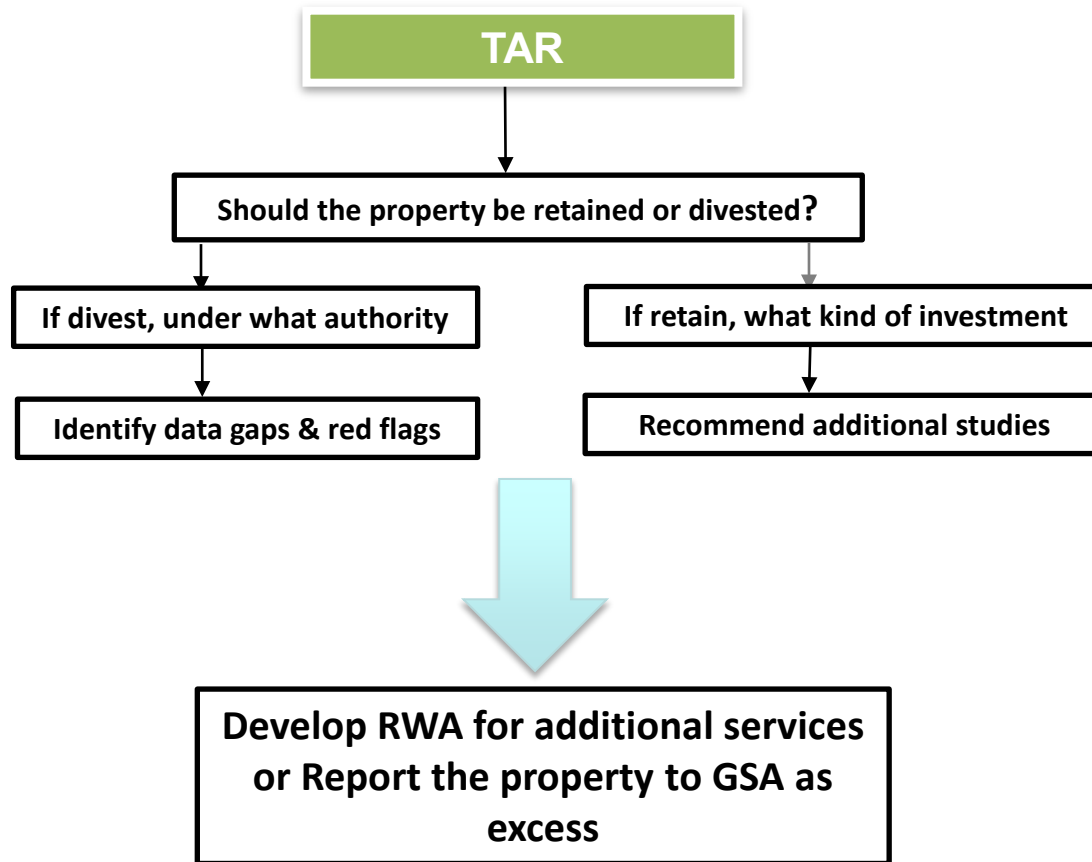 TAR
Should the property be retained or divested?
If divest, under what authority
If retain, what kind of investment
Identify data gaps & red flags
Recommend additional studies
Develop RWA for additional services
or Report the property to GSA as
excess